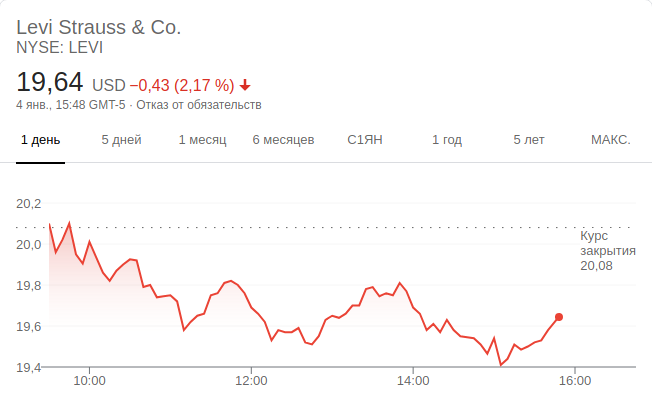 Levi Strauss & Co.
NYSE: LEVI
19,64 USD −0,43 (2,17 %)
4 янв., 15:48 GMT-5 · Отказ от обязательств
1 день 5 дней 1 месяц 6 месяцев С1ЯН 1 год 5 лет МАКС.
20,2
20,0
19,8
19,6
19,4
Курс
закрытия
20,08
10:00 12:00 14:00 16:00